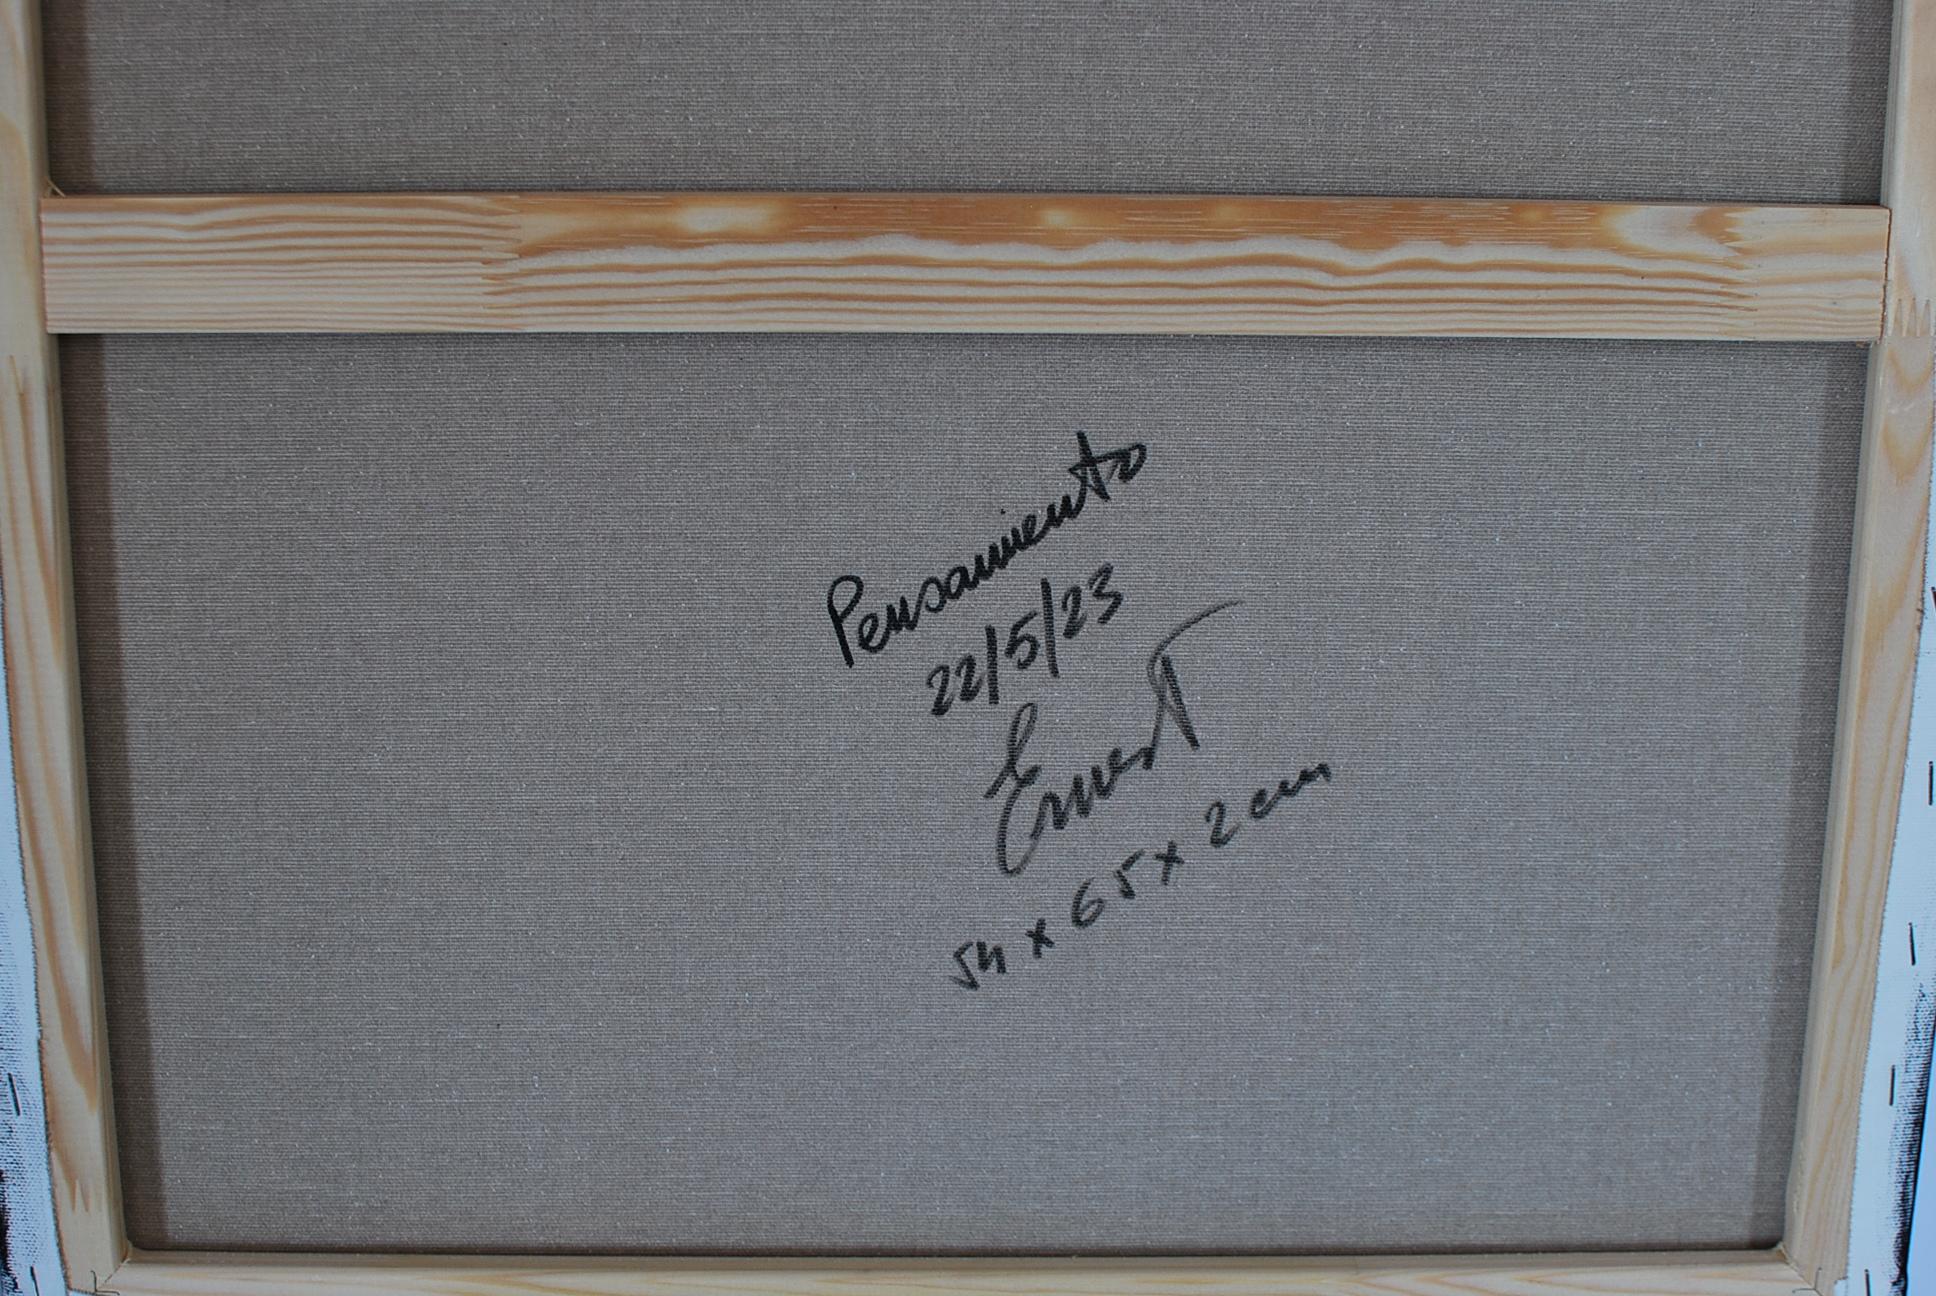 Pensamiento
22/5/23
Ernest
54 x 65 x 2 cm